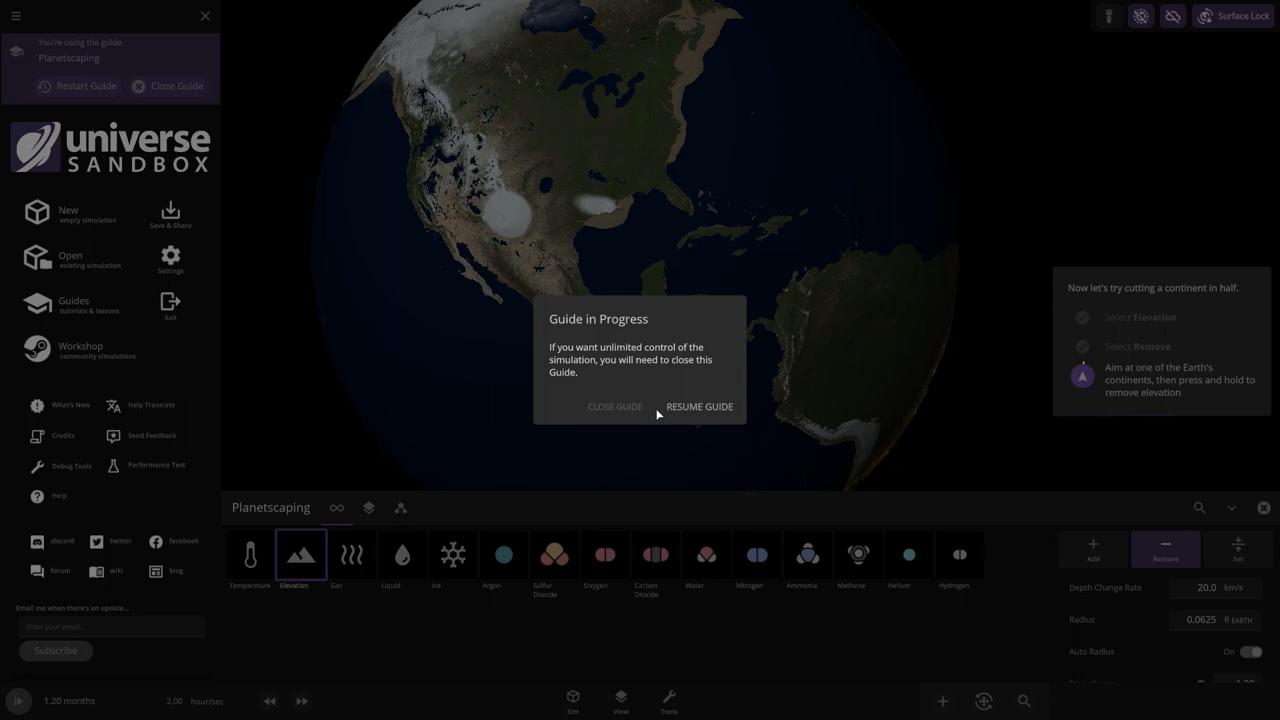 You're using the guide
Planetscaping
Restart Guide
Close Guide
universe
SANDBOX
New
empty simulation
Save & Share
Open
existing simulation
Settings
Guides
tutorials & lessons
Exit
Workshop
community simulations
What's New
Help Translate
Credits
Send Feedback
Debug Tools
Performance Test
Help
discord
twitter
facebook
forum
wiki
blog
Email me when there's an update...
Enter your email...
Subscribe
1.20 months
2.00 hour/sec
Surface Lock
Guide in Progress
If you want unlimited control of the
simulation, you will need to close this
Guide.
CLOSE GUIDE
RESUME GUIDE
Now let's try cutting a continent in half.
Select Elevation
Select Remove
Aim at one of the Earth's
continents, then press and hold to
remove elevation
Planetscaping
Temperature
Elevation
Gas
Liquid
Ice
Argon
Sulfur
Dioxide
Oxygen
Carbon
Dioxide
Water
Nitrogen
Ammonia
Methane
Helium
Hydrogen
Add
Remove
Set
Depth Change Rate
20.0 km/s
Radius
0.0625 R EARTH
Auto Radius
On
Sim
View
Tools